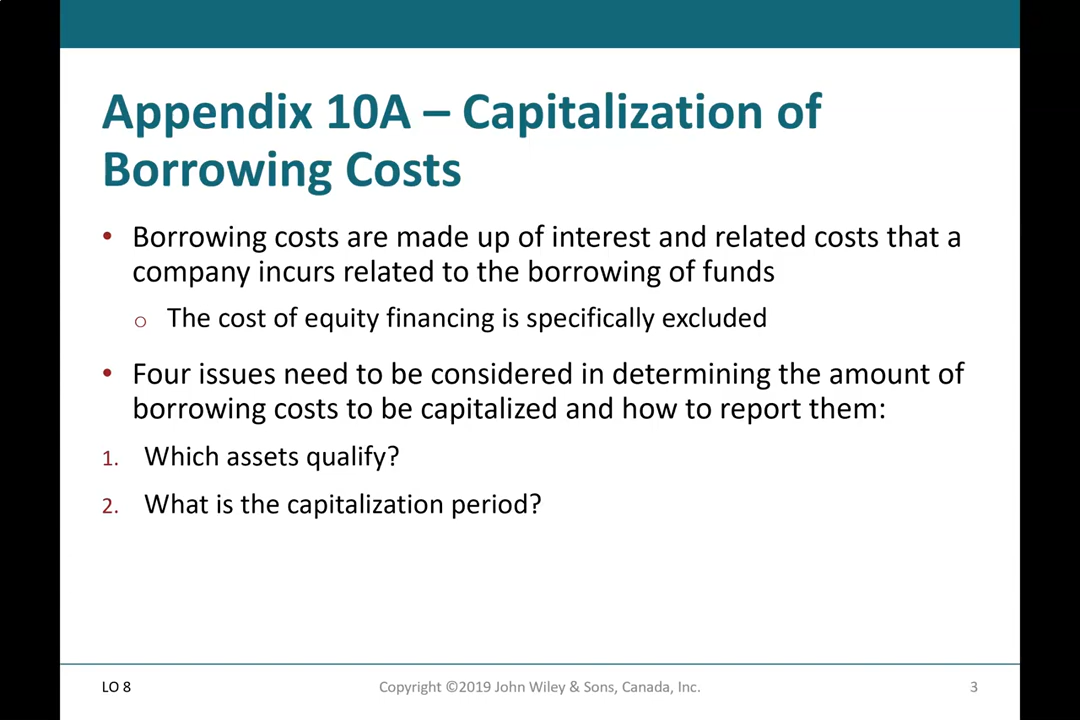 Appendix 10A – Capitalization of
Borrowing Costs
• Borrowing costs are made up of interest and related costs that a
company incurs related to the borrowing of funds
o The cost of equity financing is specifically excluded
• Four issues need to be considered in determining the amount of
borrowing costs to be capitalized and how to report them:
1. Which assets qualify?
2. What is the capitalization period?
LO 8
Copyright ©2019 John Wiley & Sons, Canada, Inc.
3